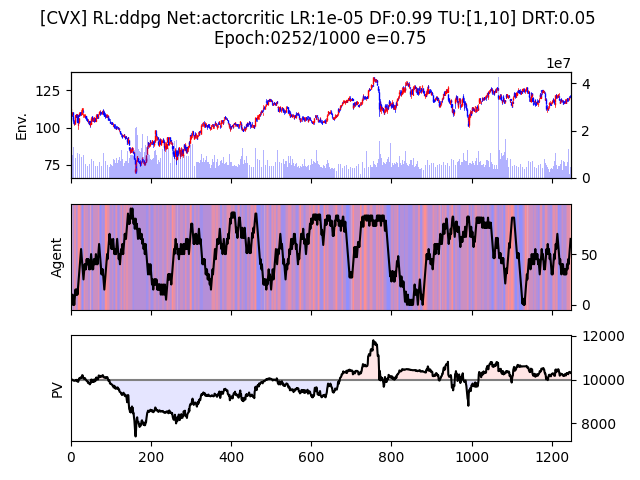 [CVX] RL:ddpg Net:actorcritic LR:1e-05 DF:0.99 TU:[1,10] DRT:0.05
Epoch:0252/1000 e=0.75
1e7
Env.
125
100
75
4
2
0
Agent
50
0
PV
12000
10000
8000
0 200 400 600 800 1000 1200